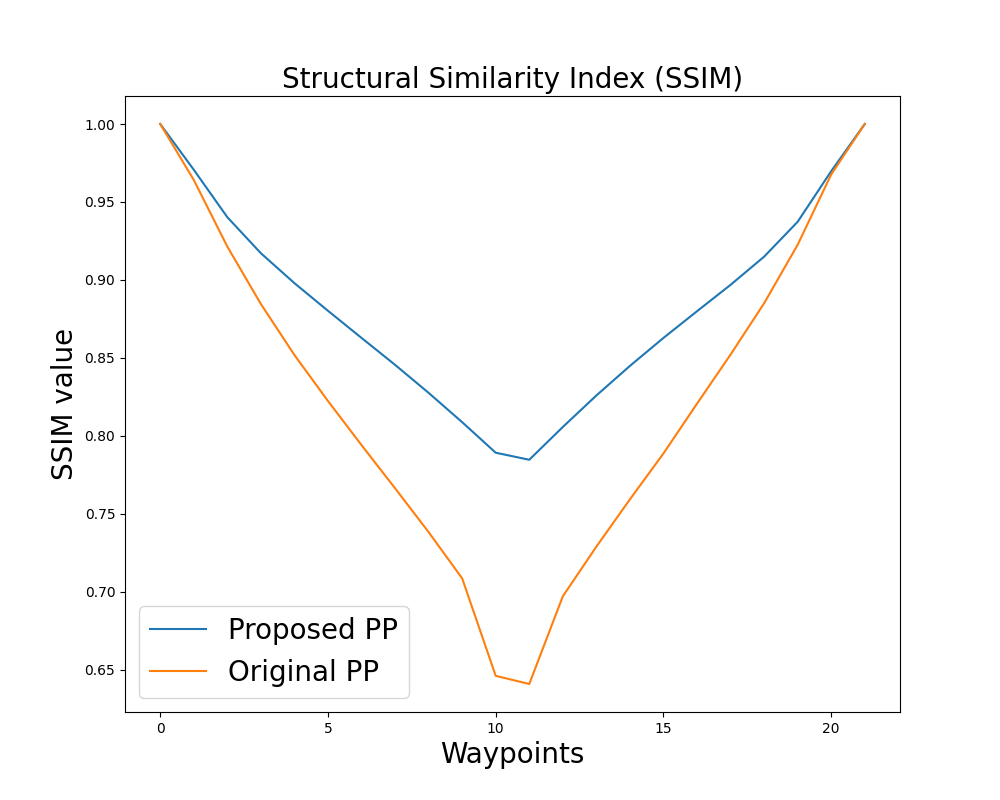 Structural Similarity Index (SSIM)
1.00
0.95
0.90
0.85
0.80
0.75
0.70
0.65
SSIM value
Proposed PP
Original PP
0
5
10
15
20
Waypoints